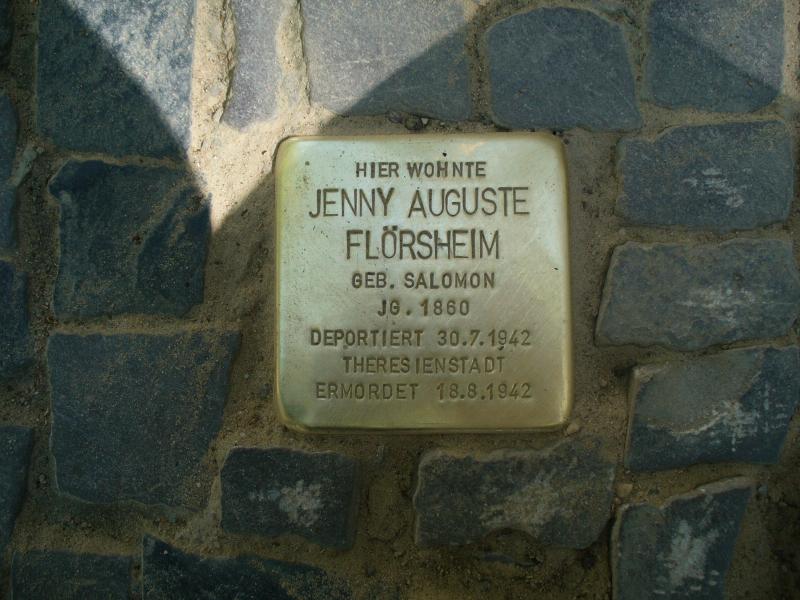 HIER WOHNTE
JENNY AUGUSTE
FLÖRSHEIM
GEB. SALOMON
JG. 1860
DEPORTIERT 30.7.1942
THERESIENSTADT
ERMORDET 18.8.1942